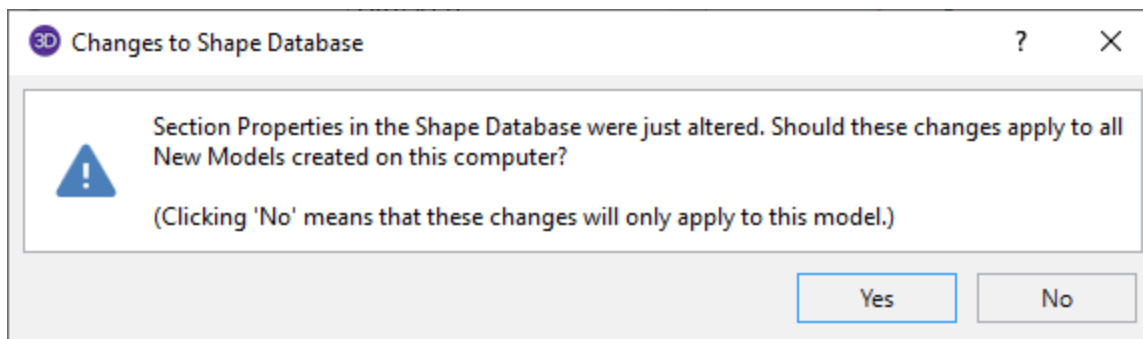 3D Changes to Shape Database ?
Section Properties in the Shape Database were just altered. Should these changes apply to all
New Models created on this computer?
(Clicking 'No' means that these changes will only apply to this model.)
Yes No